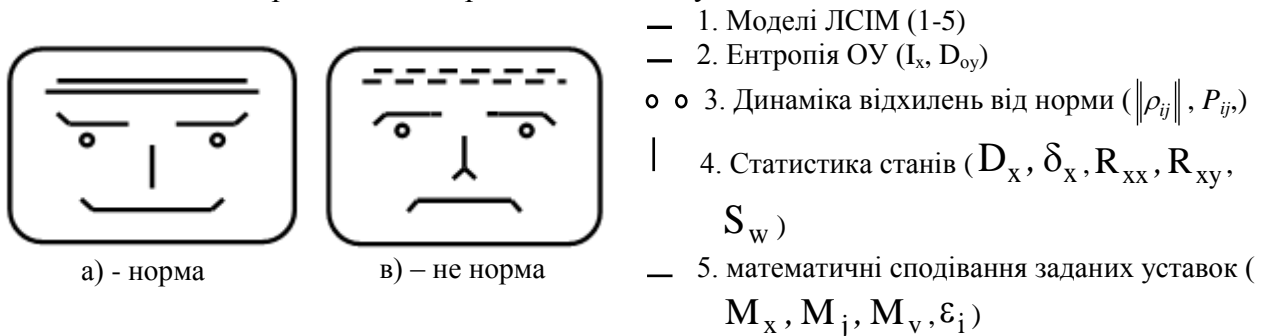 1. Моделі ЛСІМ (1-5)
2. Ентропія ОУ (Iₓ, Dₒᵧ)
3. Динаміка відхилень від норми (‖ρᵢⱼ‖, Pᵢⱼ,)
4. Статистика станів (Dₓ, δₓ, Rₓₓ, Rₓᵧ,
S_w)
5. математичні сподівання заданих уставок (
Mₓ, Mⱼ, Mᵥ, εᵢ)
а) - норма
в) – не норма